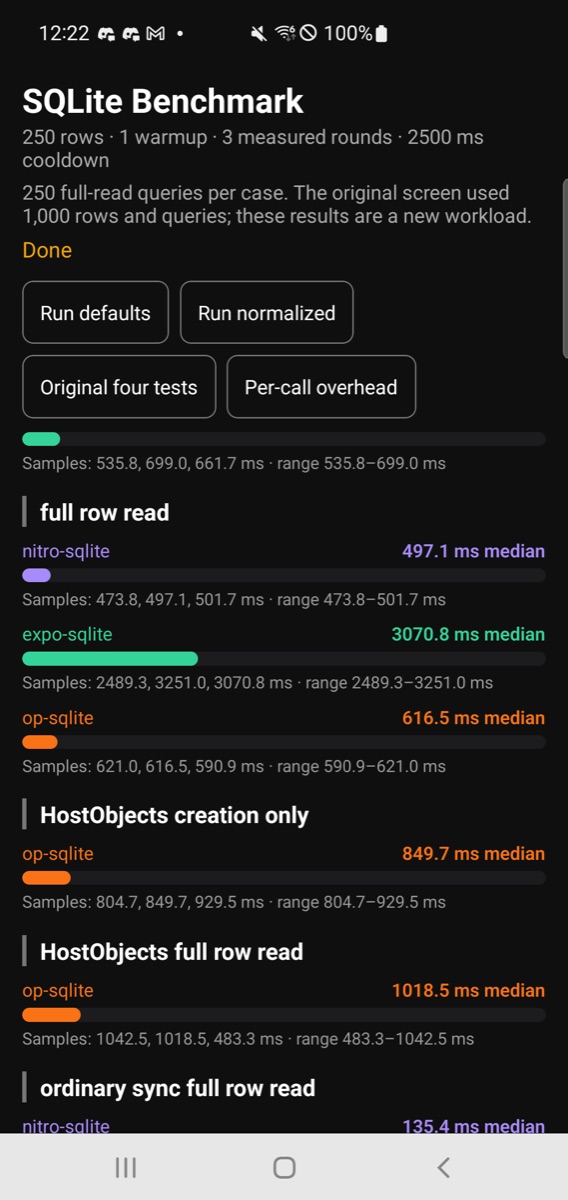 12:22
100%
SQLite Benchmark
250 rows · 1 warmup · 3 measured rounds · 2500 ms
cooldown
250 full-read queries per case. The original screen used
1,000 rows and queries; these results are a new workload.
Done
Run defaults
Run normalized
Original four tests
Per-call overhead
Samples: 535.8, 699.0, 661.7 ms · range 535.8–699.0 ms
full row read
nitro-sqlite 497.1 ms median
Samples: 473.8, 497.1, 501.7 ms · range 473.8–501.7 ms
expo-sqlite 3070.8 ms median
Samples: 2489.3, 3251.0, 3070.8 ms · range 2489.3–3251.0 ms
op-sqlite 616.5 ms median
Samples: 621.0, 616.5, 590.9 ms · range 590.9–621.0 ms
HostObjects creation only
op-sqlite 849.7 ms median
Samples: 804.7, 849.7, 929.5 ms · range 804.7–929.5 ms
HostObjects full row read
op-sqlite 1018.5 ms median
Samples: 1042.5, 1018.5, 483.3 ms · range 483.3–1042.5 ms
ordinary sync full row read
nitro-sqlite 135.4 ms median